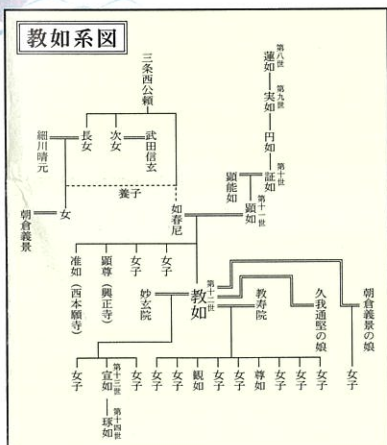 教如系図
第八世
蓮如
第九世
実如
円如
第十世
証如
顕能如
第十一世
顕如
三条西公頼
武田信玄
次女
長女
細川晴元
養子
如春尼
女
朝倉義景
女子
女子
顕尊（興正寺）
准如（西本願寺）
第十二世
教如
妙玄院
教寿院
久我通堅の娘
朝倉義景の娘
女子
女子
女子
尊如
女子
女子
観如
女子
女子
女子
第十三世
宣如
第十四世
琢如
女子